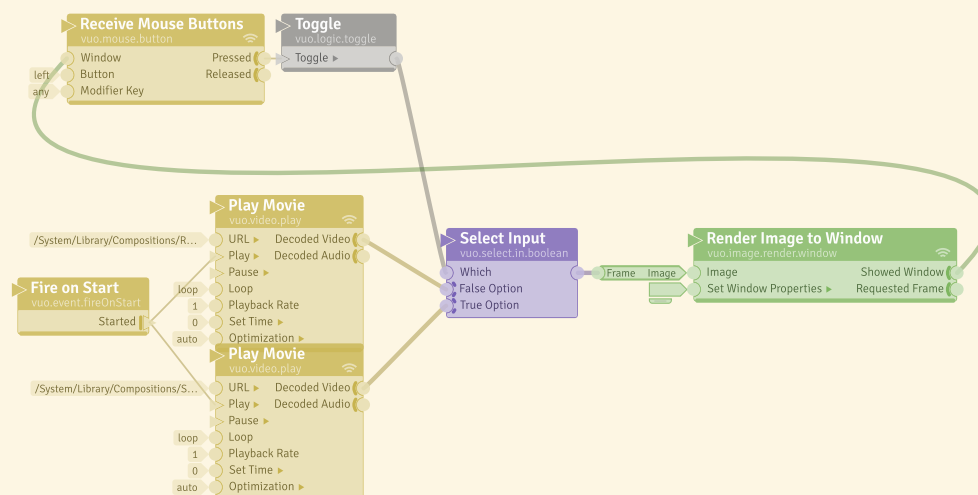 Receive Mouse Buttons
vuo.mouse.button
Window Pressed
left Button Released
any Modifier Key
Toggle
vuo.logic.toggle
Toggle
Play Movie
vuo.video.play
/System/Library/Compositions/R... URL Decoded Video
Play Decoded Audio
Pause
loop Loop
1 Playback Rate
0 Set Time
auto Optimization
Fire on Start
vuo.event.fireOnStart
Started
Play Movie
vuo.video.play
/System/Library/Compositions/S... URL Decoded Video
Play Decoded Audio
Pause
loop Loop
1 Playback Rate
0 Set Time
auto Optimization
Select Input
vuo.select.in.boolean
Which
False Option
True Option
Frame Image
Render Image to Window
vuo.image.render.window
Image Showed Window
Set Window Properties Requested Frame